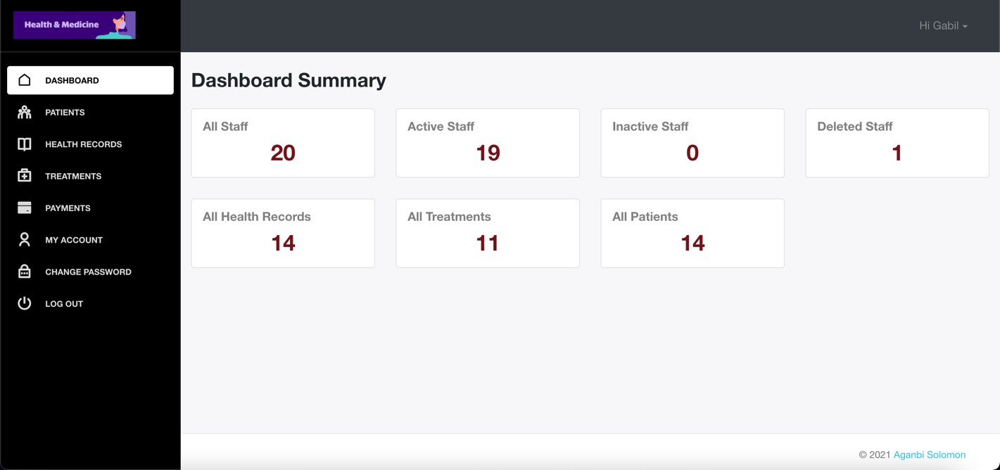 Health & Medicine
Hi Gabil
DASHBOARD
PATIENTS
HEALTH RECORDS
TREATMENTS
PAYMENTS
MY ACCOUNT
CHANGE PASSWORD
LOG OUT
Dashboard Summary
All Staff
20
Active Staff
19
Inactive Staff
0
Deleted Staff
1
All Health Records
14
All Treatments
11
All Patients
14
© 2021 Aganbi Solomon